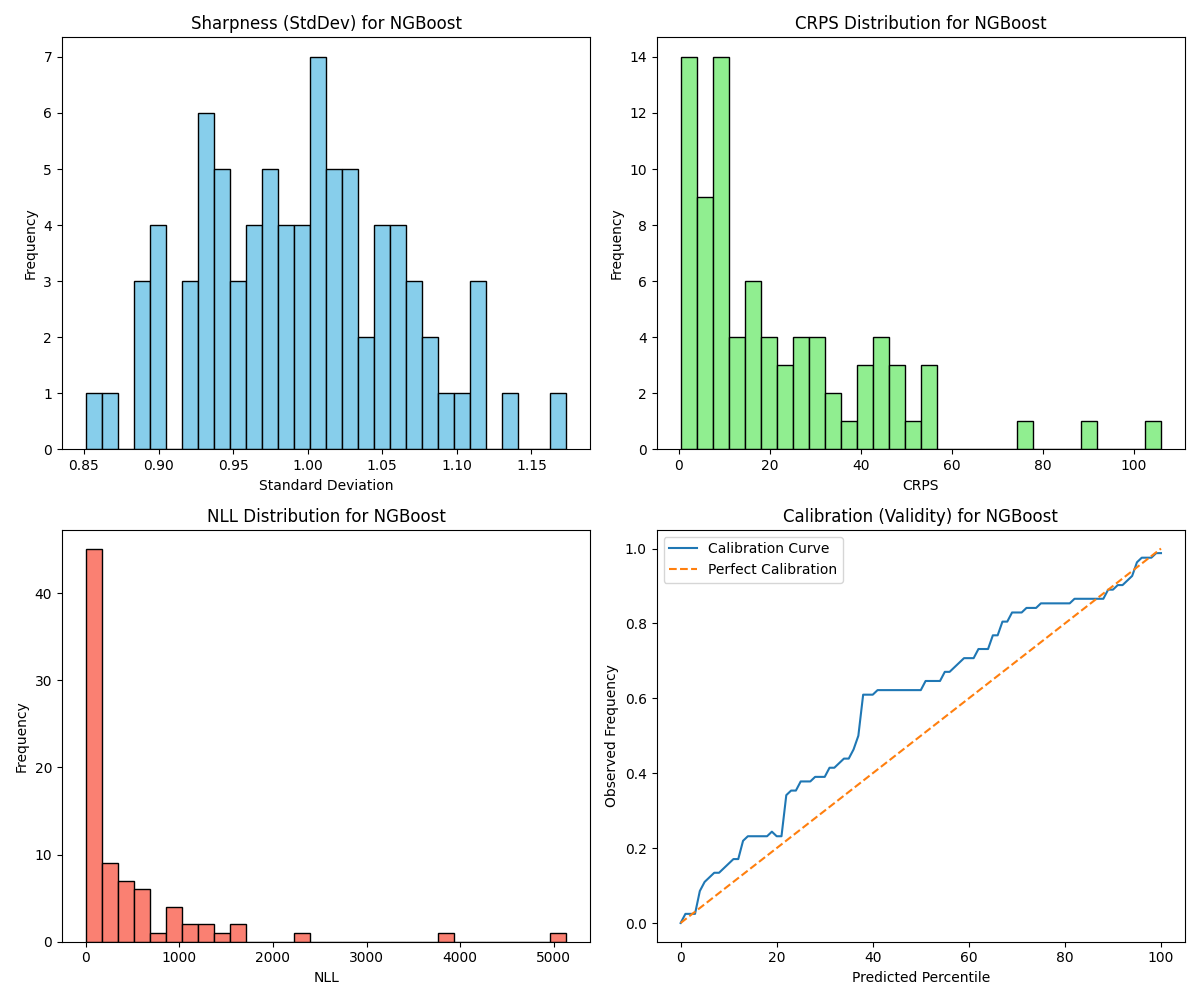 Sharpness (StdDev) for NGBoost
7
6
5
4
3
2
1
0
Frequency
0.85 0.90 0.95 1.00 1.05 1.10 1.15
Standard Deviation
CRPS Distribution for NGBoost
14
12
10
8
6
4
2
0
Frequency
0 20 40 60 80 100
CRPS
NLL Distribution for NGBoost
40
30
20
10
0
Frequency
0 1000 2000 3000 4000 5000
NLL
Calibration (Validity) for NGBoost
Calibration Curve
Perfect Calibration
1.0
0.8
0.6
0.4
0.2
0.0
Observed Frequency
0 20 40 60 80 100
Predicted Percentile